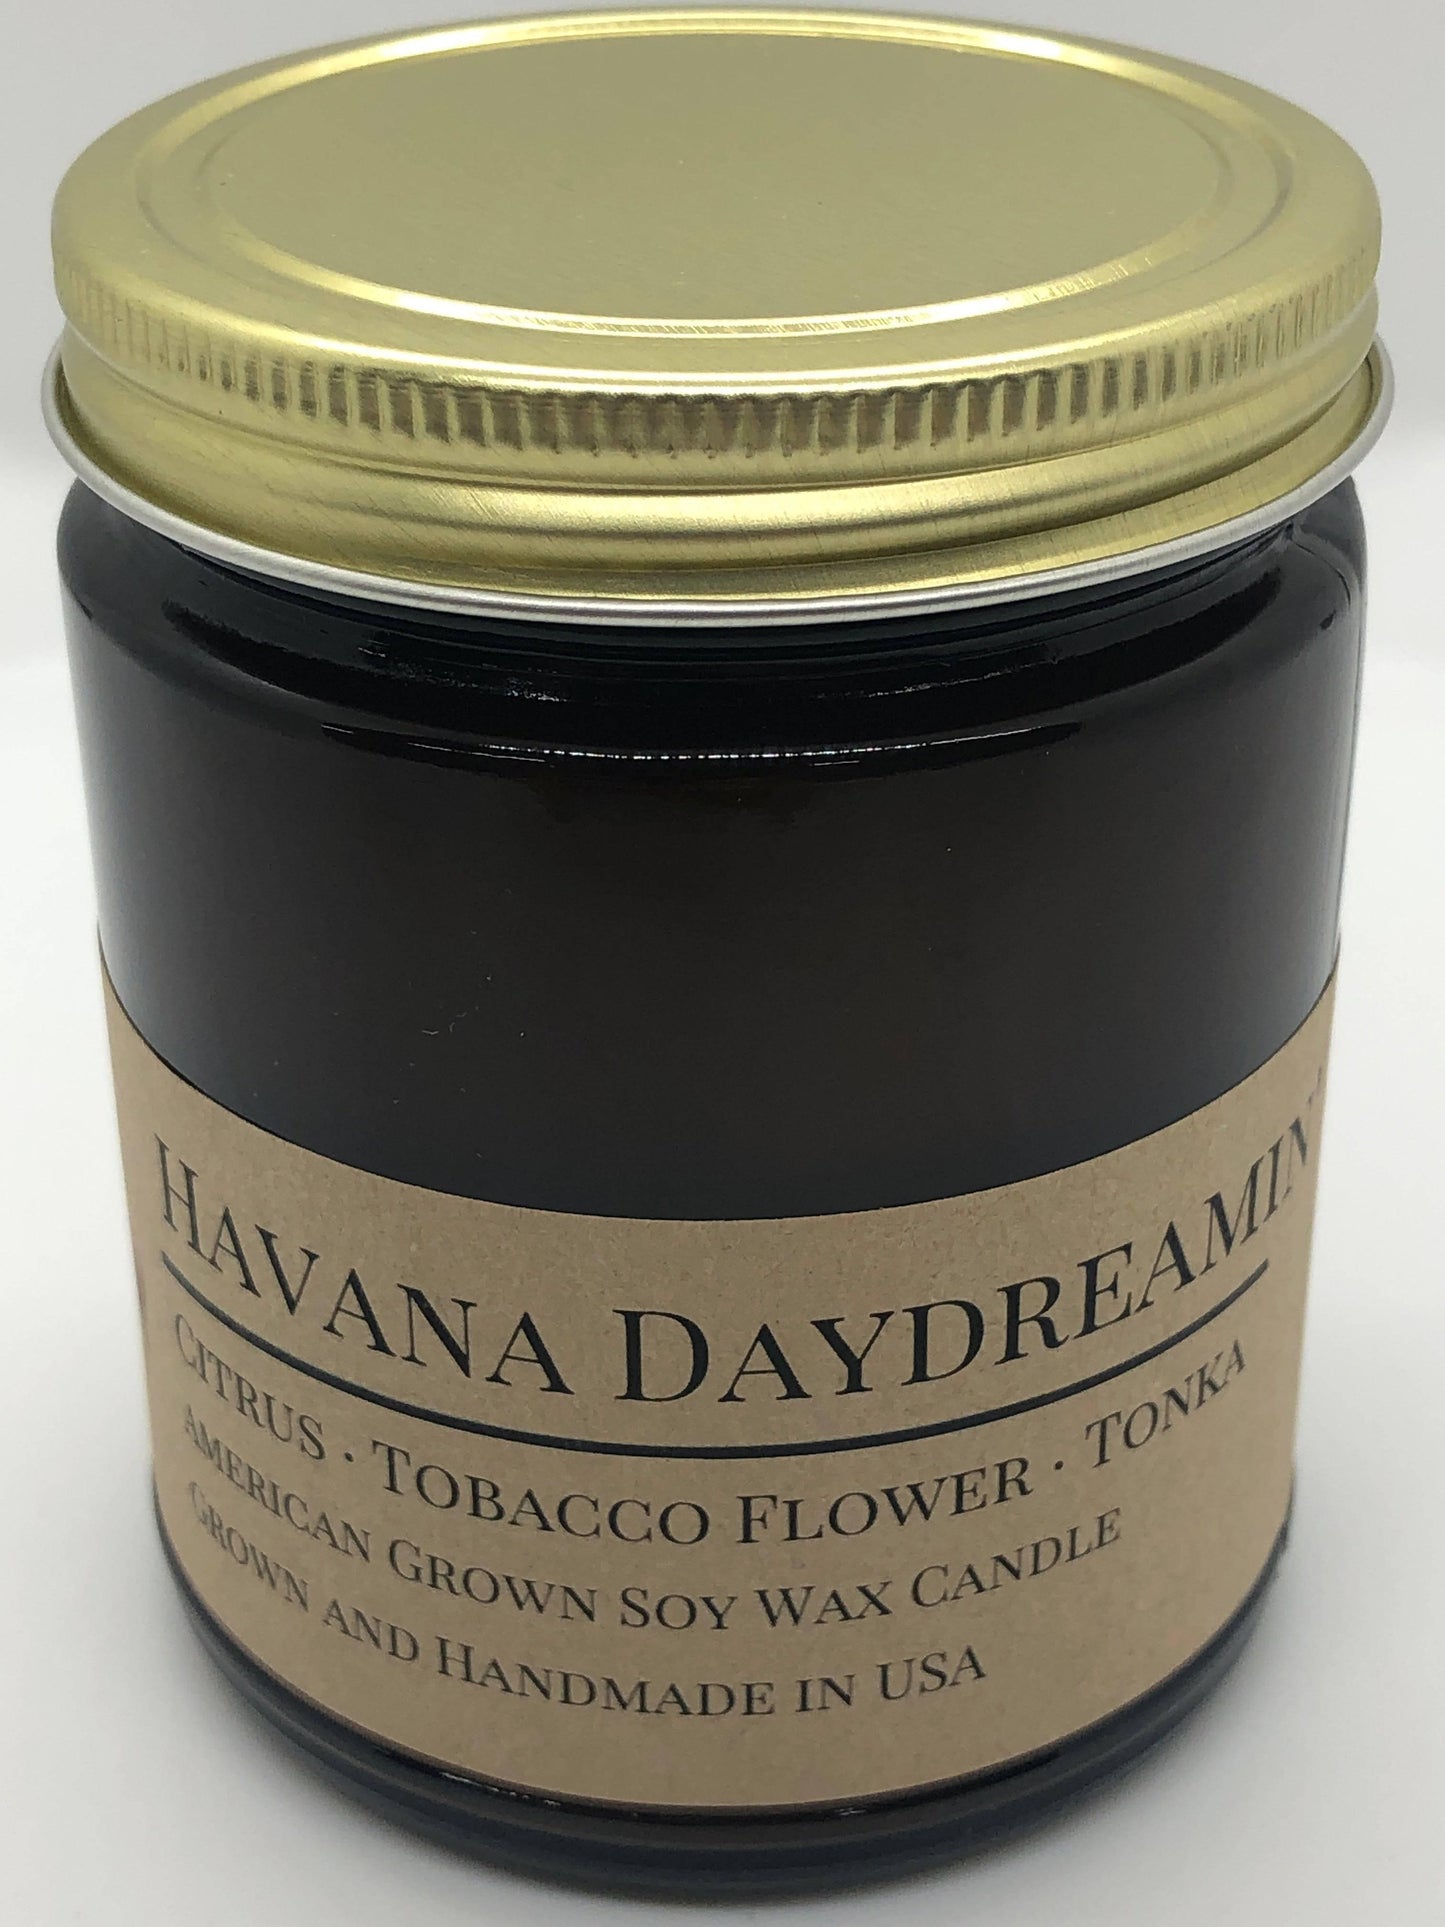 Havana Daydreamin'
Citrus · Tobacco Flower · Tonka
American Grown Soy Wax Candle
Grown and Handmade in USA